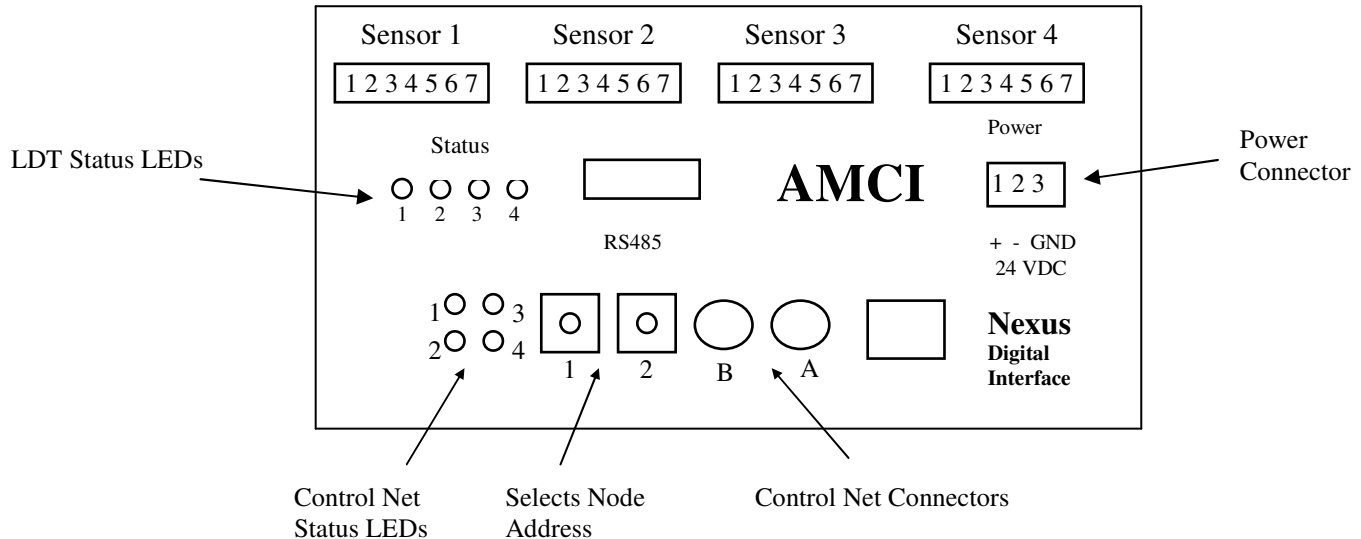 Sensor 1
Sensor 2
Sensor 3
Sensor 4
1 2 3 4 5 6 7
1 2 3 4 5 6 7
1 2 3 4 5 6 7
1 2 3 4 5 6 7
LDT Status LEDs
Status
1 2 3 4
RS485
AMCI
Power
1 2 3
+ - GND
24 VDC
Power
Connector
1
3
2
4
1
2
B
A
Nexus
Digital
Interface
Control Net
Status LEDs
Selects Node
Address
Control Net Connectors